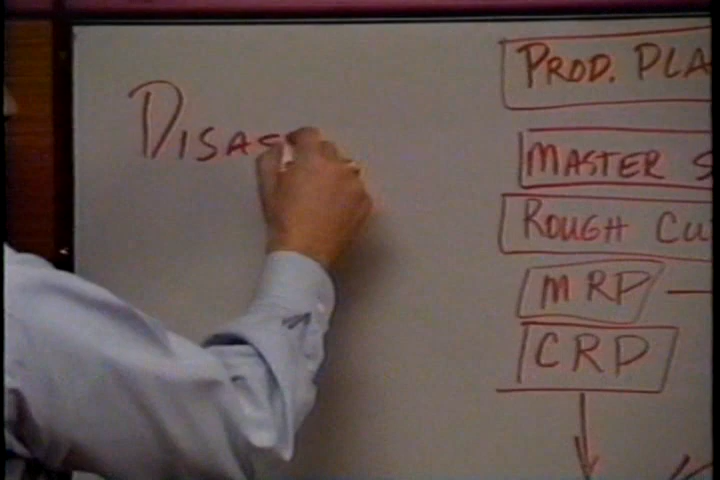 DISAS
PROD. PLA
MASTER S
ROUGH CU
MRP
CRP